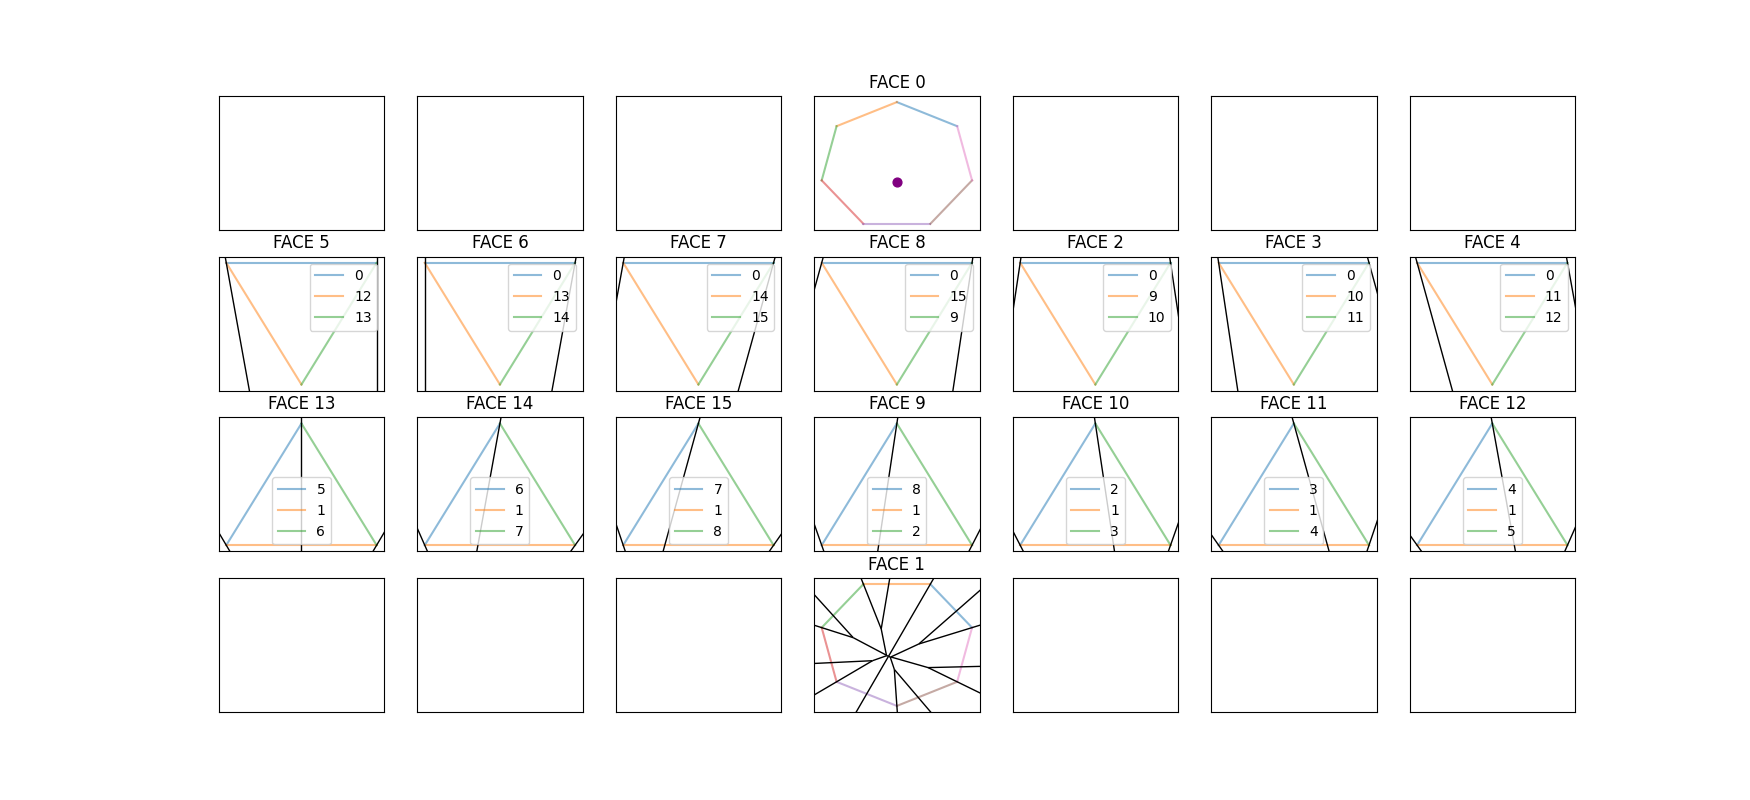 FACE 0
FACE 5 FACE 6 FACE 7 FACE 8 FACE 2 FACE 3 FACE 4
0 0 0 0 0 0 0
12 13 14 15 9 10 11
13 14 15 9 10 11 12
FACE 13 FACE 14 FACE 15 FACE 9 FACE 10 FACE 11 FACE 12
5 6 7 8 2 3 4
1 1 1 1 1 1 1
6 7 8 2 3 4 5
FACE 1